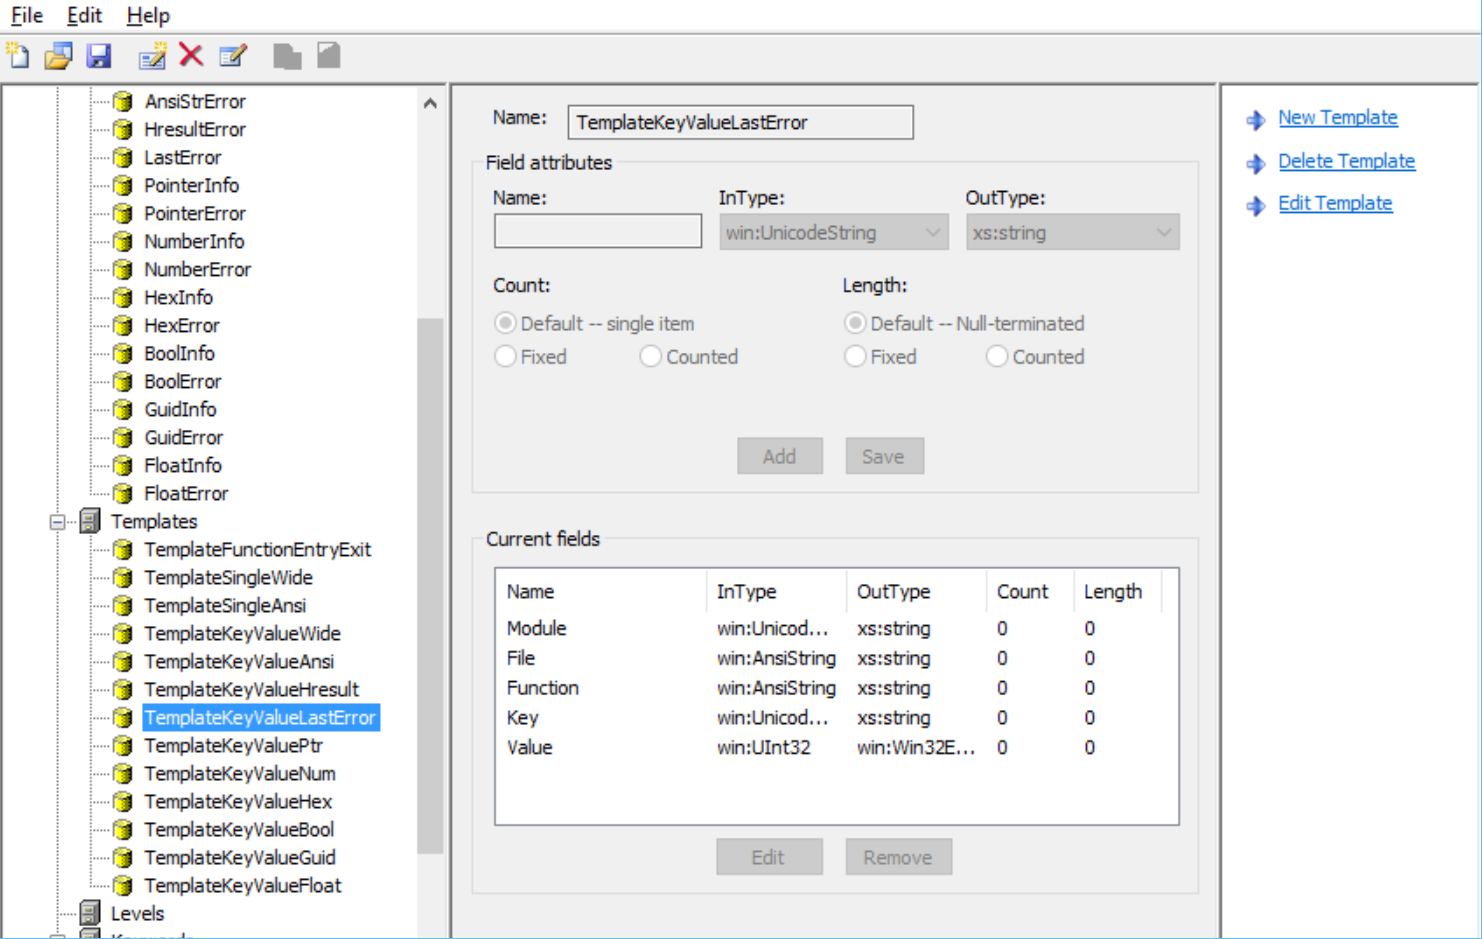 File Edit Help
AnsiStrError
HresultError
LastError
PointerInfo
PointerError
NumberInfo
NumberError
HexInfo
HexError
BoolInfo
BoolError
GuidInfo
GuidError
FloatInfo
FloatError
Templates
TemplateFunctionEntryExit
TemplateSingleWide
TemplateSingleAnsi
TemplateKeyValueWide
TemplateKeyValueAnsi
TemplateKeyValueHresult
TemplateKeyValueLastError
TemplateKeyValuePtr
TemplateKeyValueNum
TemplateKeyValueHex
TemplateKeyValueBool
TemplateKeyValueGuid
TemplateKeyValueFloat
Levels
Name: TemplateKeyValueLastError
Field attributes
Name: InType: OutType:
win:UnicodeString xs:string
Count: Length:
Default -- single item Default -- Null-terminated
Fixed Counted Fixed Counted
Add Save
Current fields
Name InType OutType Count Length
Module win:Unicod... xs:string 0 0
File win:AnsiString xs:string 0 0
Function win:AnsiString xs:string 0 0
Key win:Unicod... xs:string 0 0
Value win:UInt32 win:Win32E... 0 0
Edit Remove
New Template
Delete Template
Edit Template